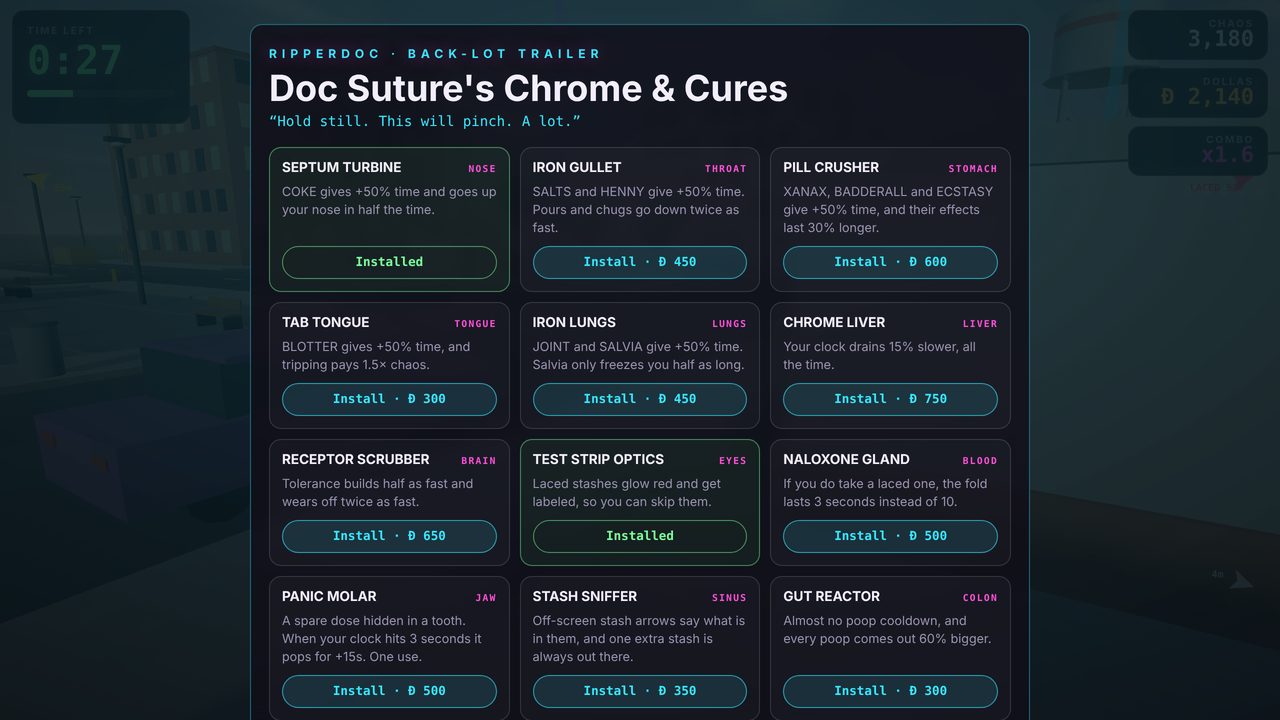 TIME LEFT
0:27
CHAOS
3,180
DOLLAS
Đ 2,140
COMBO
x1.6
LACED
RIPPERDOC · BACK-LOT TRAILER
Doc Suture's Chrome & Cures
“Hold still. This will pinch. A lot.”
SEPTUM TURBINE NOSE
COKE gives +50% time and goes up
your nose in half the time.
Installed
IRON GULLET THROAT
SALTS and HENNY give +50% time.
Pours and chugs go down twice as
fast.
Install · Đ 450
PILL CRUSHER STOMACH
XANAX, BADDERALL and ECSTASY
give +50% time, and their effects
last 30% longer.
Install · Đ 600
TAB TONGUE TONGUE
BLOTTER gives +50% time, and
tripping pays 1.5× chaos.
Install · Đ 300
IRON LUNGS LUNGS
JOINT and SALVIA give +50% time.
Salvia only freezes you half as long.
Install · Đ 450
CHROME LIVER LIVER
Your clock drains 15% slower, all
the time.
Install · Đ 750
RECEPTOR SCRUBBER BRAIN
Tolerance builds half as fast and
wears off twice as fast.
Install · Đ 650
TEST STRIP OPTICS EYES
Laced stashes glow red and get
labeled, so you can skip them.
Installed
NALOXONE GLAND BLOOD
If you do take a laced one, the fold
lasts 3 seconds instead of 10.
Install · Đ 500
PANIC MOLAR JAW
A spare dose hidden in a tooth.
When your clock hits 3 seconds it
pops for +15s. One use.
Install · Đ 500
STASH SNIFFER SINUS
Off-screen stash arrows say what is
in them, and one extra stash is
always out there.
Install · Đ 350
GUT REACTOR COLON
Almost no poop cooldown, and
every poop comes out 60% bigger.
Install · Đ 300
4m